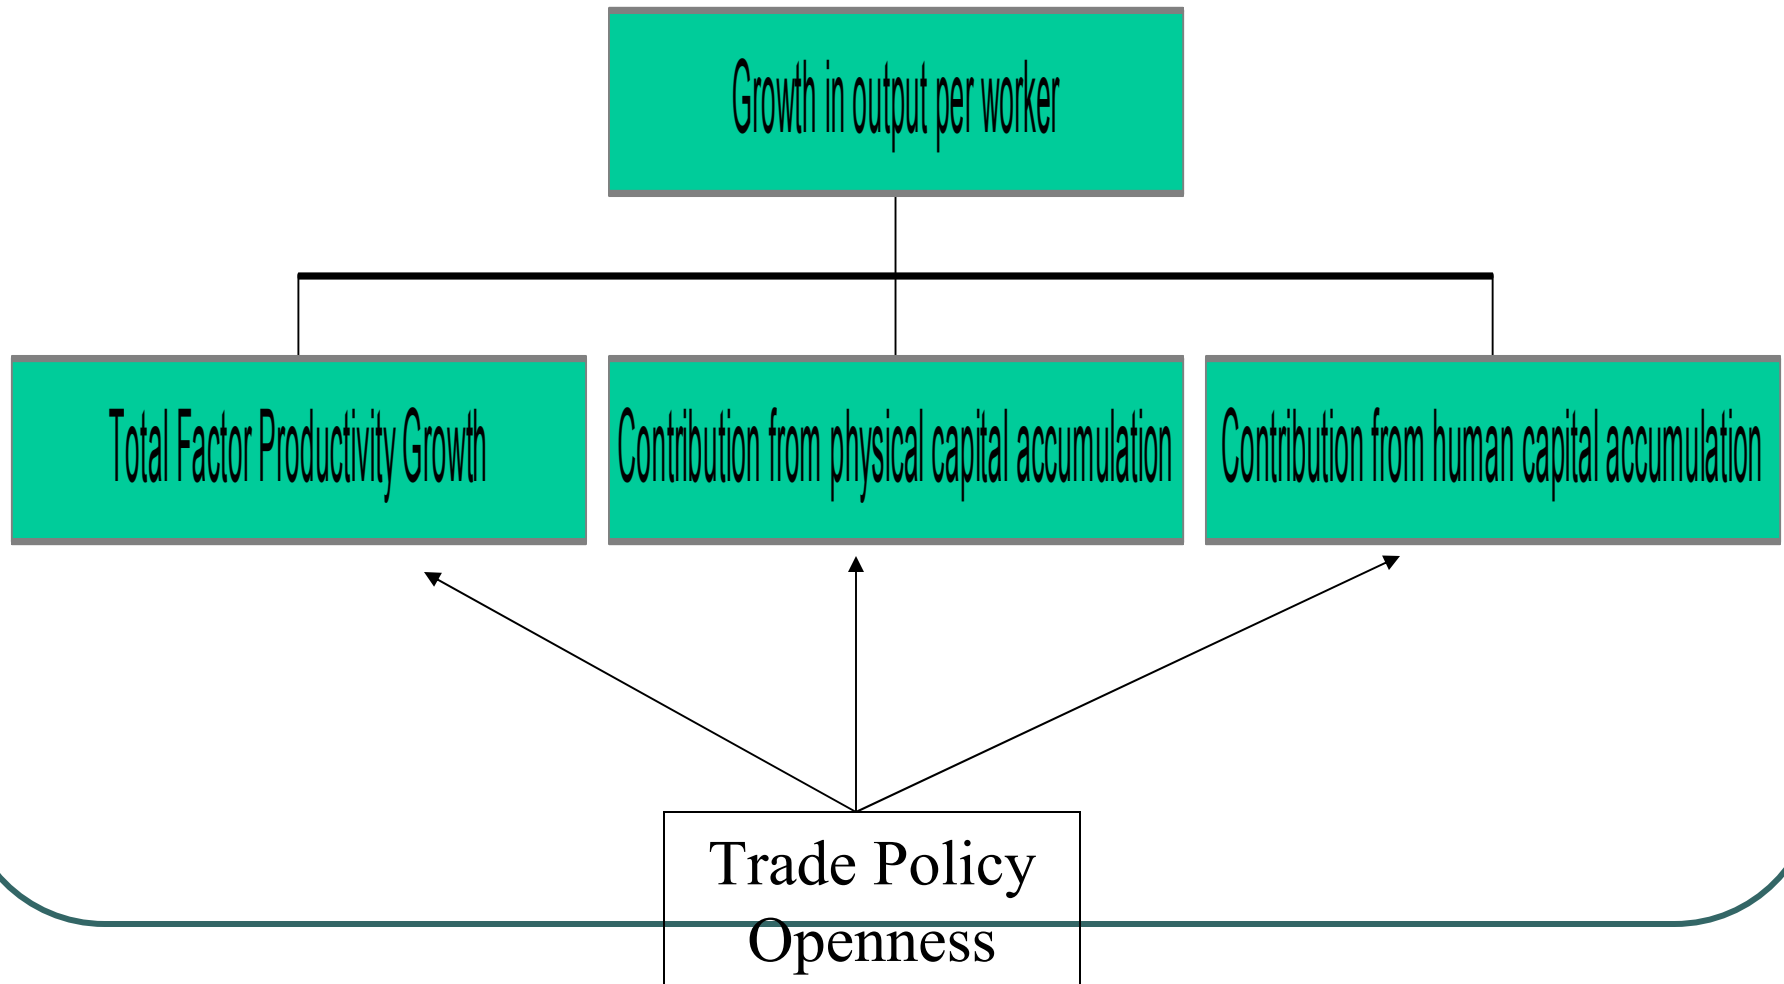 Growth in output per worker
Total Factor Productivity Growth
Contribution from physical capital accumulation
Contribution from human capital accumulation
Trade Policy
Openness